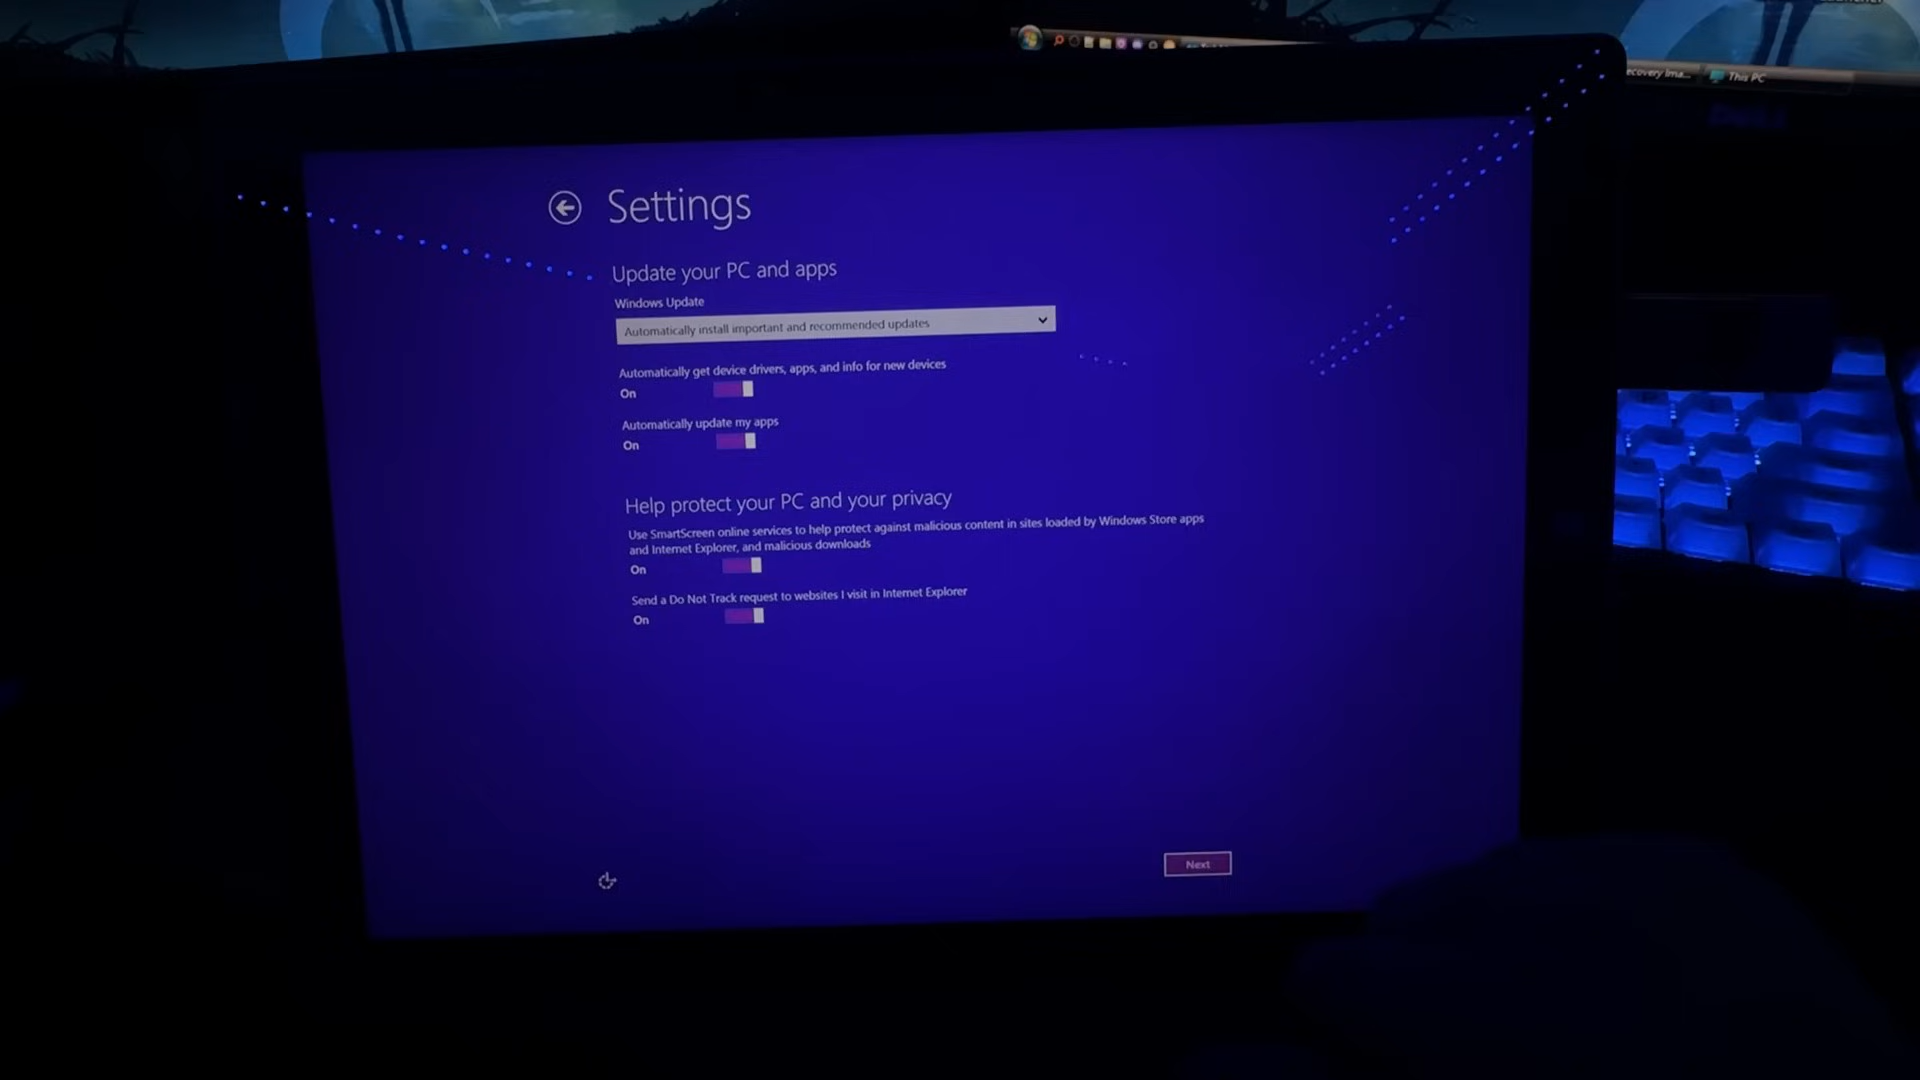 This PC
Settings
Update your PC and apps
Windows Update
Automatically install important and recommended updates
Automatically get device drivers, apps, and info for new devices
On
Automatically update my apps
On
Help protect your PC and your privacy
Use SmartScreen online services to help protect against malicious content in sites loaded by Windows Store apps
and Internet Explorer, and malicious downloads
On
Send a Do Not Track request to websites I visit in Internet Explorer
On
Next